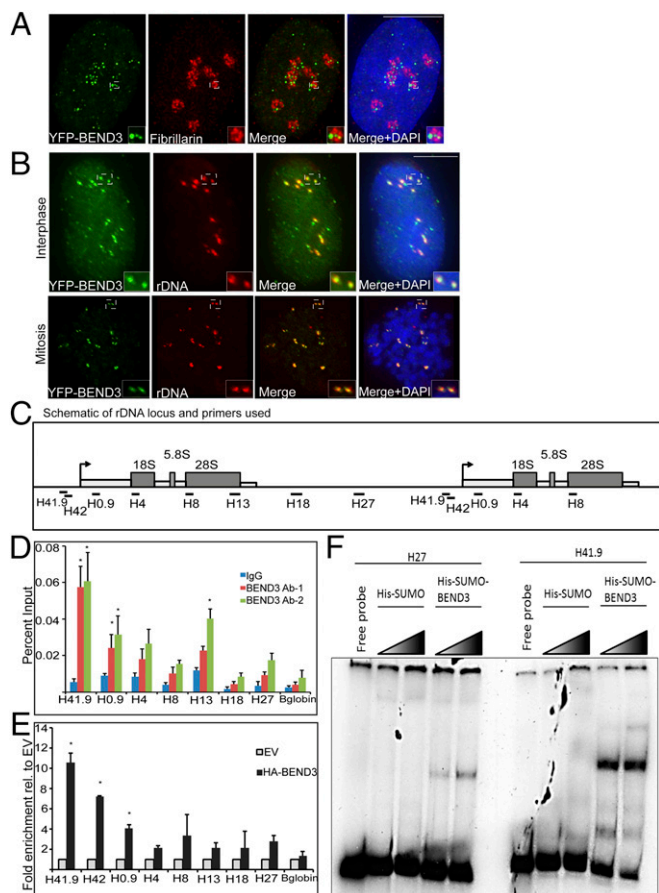 A
YFP-BEND3 Fibrillarin Merge Merge+DAPI
B
Interphase
YFP-BEND3 rDNA Merge Merge+DAPI
Mitosis
YFP-BEND3 rDNA Merge Merge+DAPI
C Schematic of rDNA locus and primers used
5.8S 5.8S
18S 28S 18S 28S
H41.9 H42 H0.9 H4 H8 H13 H18 H27 H41.9 H42 H0.9 H4 H8
D
Percent Input
0.08
0.06
0.04
0.02
* * * * *
IgG
BEND3 Ab-1
BEND3 Ab-2
H41.9 H0.9 H4 H8 H13 H18 H27 Bglobin
E
Fold enrichment rel. to EV
14
12
10
8
6
4
2
0
* * *
EV
HA-BEND3
H41.9 H42 H0.9 H4 H8 H13 H18 H27 Bglobin
F
H27 H41.9
Free probe His-SUMO His-SUMO-BEND3 Free probe His-SUMO His-SUMO-BEND3